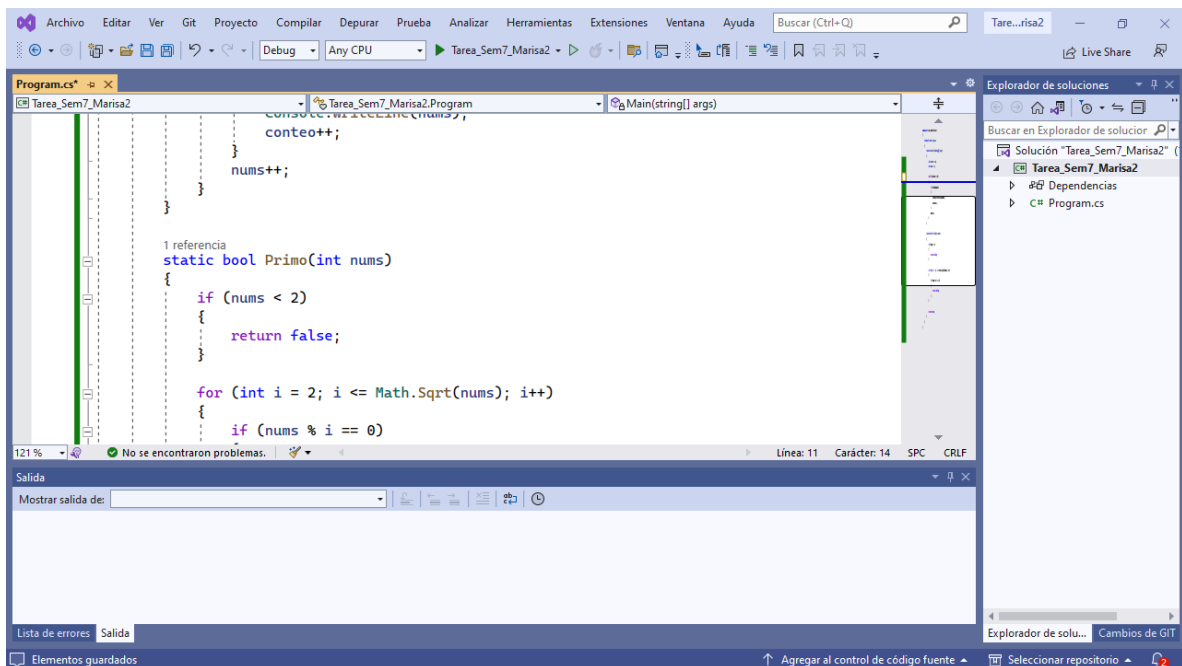 Archivo Editar Ver Git Proyecto Compilar Depurar Prueba Analizar Herramientas Extensiones Ventana Ayuda Buscar (Ctrl+Q) Tare...risa2
Debug Any CPU Tarea_Sem7_Marisa2 Live Share
Program.cs*
Tarea_Sem7_Marisa2 Tarea_Sem7_Marisa2.Program Main(string[] args)
Console.WriteLine(nums);
conteo++;
}
nums++;
}
}
1 referencia
static bool Primo(int nums)
{
if (nums < 2)
{
return false;
}
for (int i = 2; i <= Math.Sqrt(nums); i++)
{
if (nums % i == 0)
121 % No se encontraron problemas. Línea: 11 Carácter: 14 SPC CRLF
Salida
Mostrar salida de:
Lista de errores Salida
Explorador de soluciones
Buscar en Explorador de solucior
Solución "Tarea_Sem7_Marisa2" (
C# Tarea_Sem7_Marisa2
Dependencias
C# Program.cs
Explorador de solu... Cambios de GIT
Elementos guardados Agregar al control de código fuente Seleccionar repositorio 2